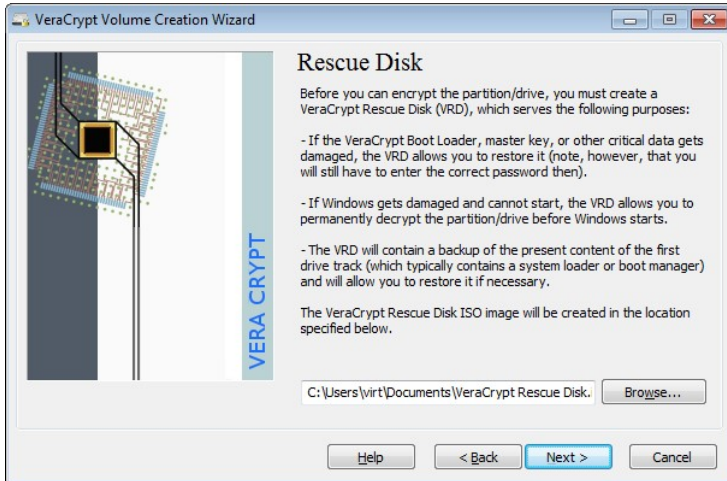 VeraCrypt Volume Creation Wizard
Rescue Disk
Before you can encrypt the partition/drive, you must create a
VeraCrypt Rescue Disk (VRD), which serves the following purposes:
- If the VeraCrypt Boot Loader, master key, or other critical data gets
damaged, the VRD allows you to restore it (note, however, that you
will still have to enter the correct password then).
- If Windows gets damaged and cannot start, the VRD allows you to
permanently decrypt the partition/drive before Windows starts.
- The VRD will contain a backup of the present content of the first
drive track (which typically contains a system loader or boot manager)
and will allow you to restore it if necessary.
The VeraCrypt Rescue Disk ISO image will be created in the location
specified below.
VERA CRYPT
C:\Users\virt\Documents\VeraCrypt Rescue Disk.
Browse...
Help
< Back
Next >
Cancel